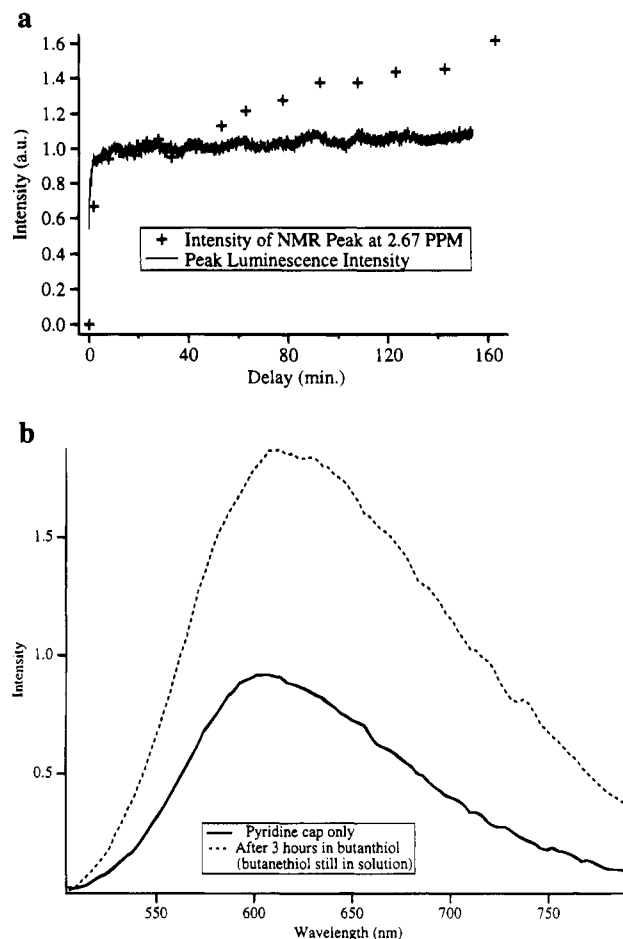 a
1.6
1.4
1.2
1.0
0.8
0.6
0.4
0.2
0.0
Intensity (a.u.)
+ Intensity of NMR Peak at 2.67 PPM
Peak Luminescence Intensity
0
40
80
120
160
Delay (min.)
b
1.5
1.0
0.5
Intensity
Pyridine cap only
After 3 hours in butanthiol
(butanethiol still in solution)
550
600
650
700
750
Wavelength (nm)